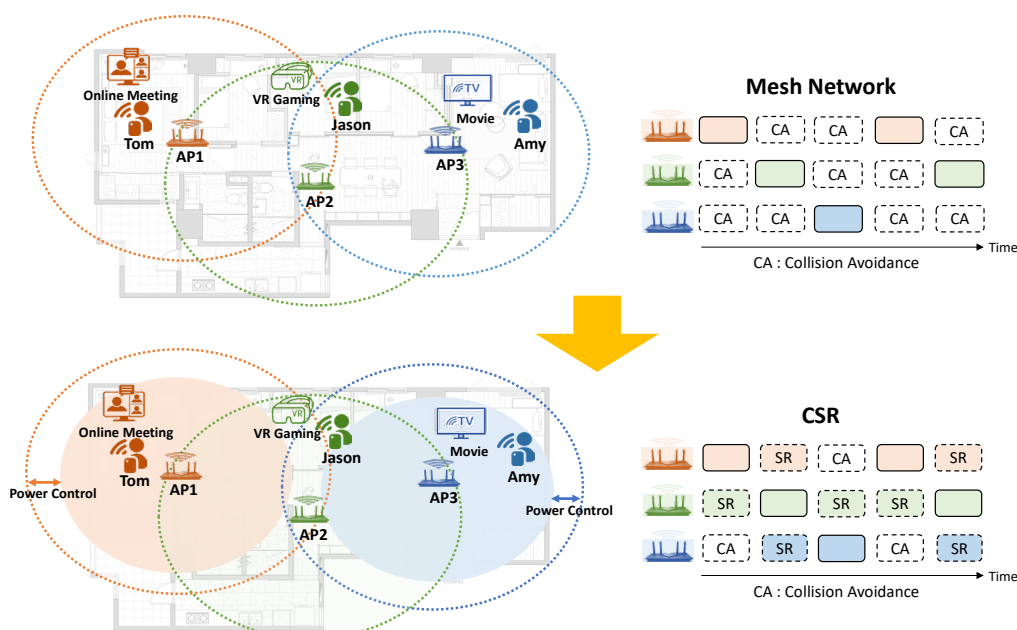 Mesh Network
Online Meeting
VR
VR Gaming
TV
Tom
Jason
Movie
Amy
AP1
AP3
AP2
CA CA CA
CA CA CA
CA CA CA CA
Time
CA : Collision Avoidance
CSR
Online Meeting
VR
VR Gaming
TV
Tom
Jason
Movie
Amy
Power Control
AP1
AP3
Power Control
AP2
SR CA SR
SR SR SR
CA SR CA SR
Time
CA : Collision Avoidance